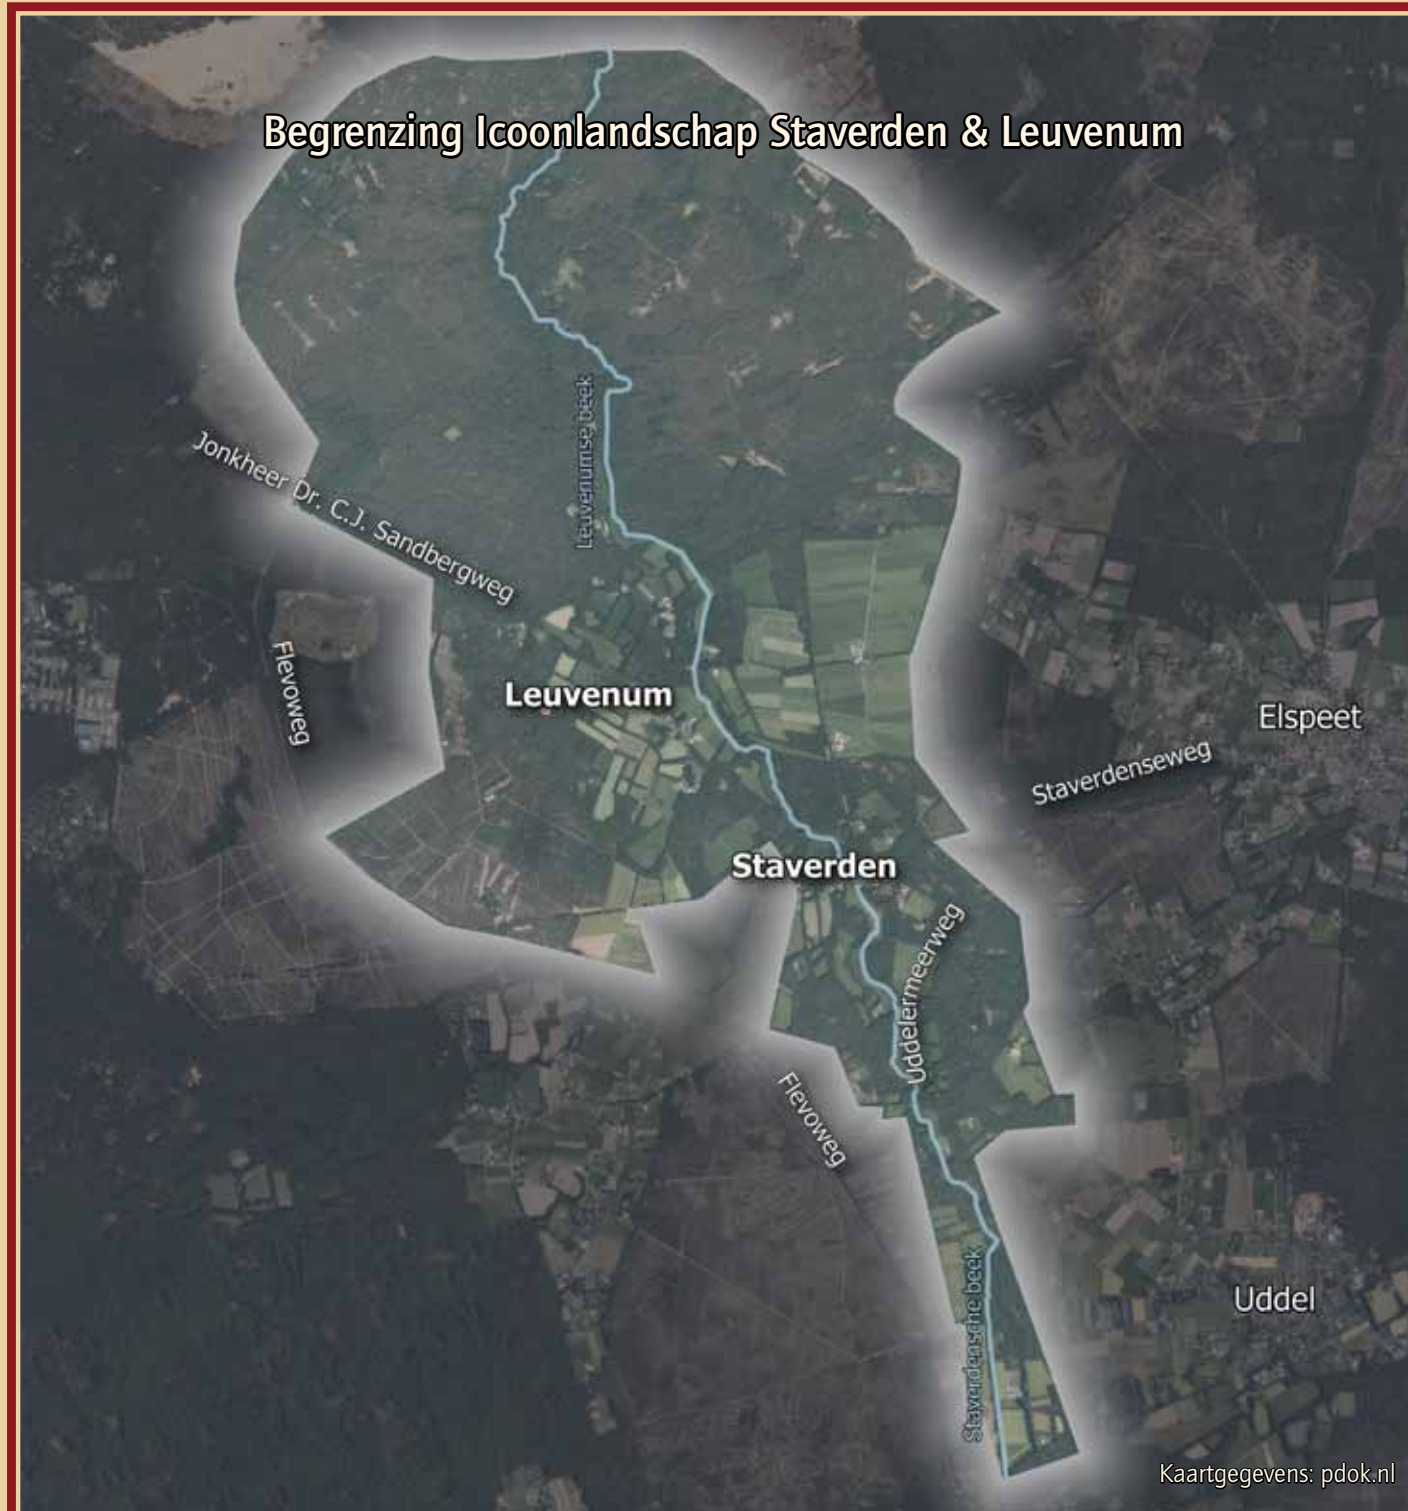 Begrenzing Icoonlandschap Staverden & Leuvenum
Leuvenumse beek
Jonkheer Dr. C.J. Sandbergweg
Flevoweg
Leuvenum
Elspeet
Staverdenseweg
Staverden
Uddelermeerweg
Flevoweg
Staverdensche beek
Uddel
Kaartgegevens: pdok.nl